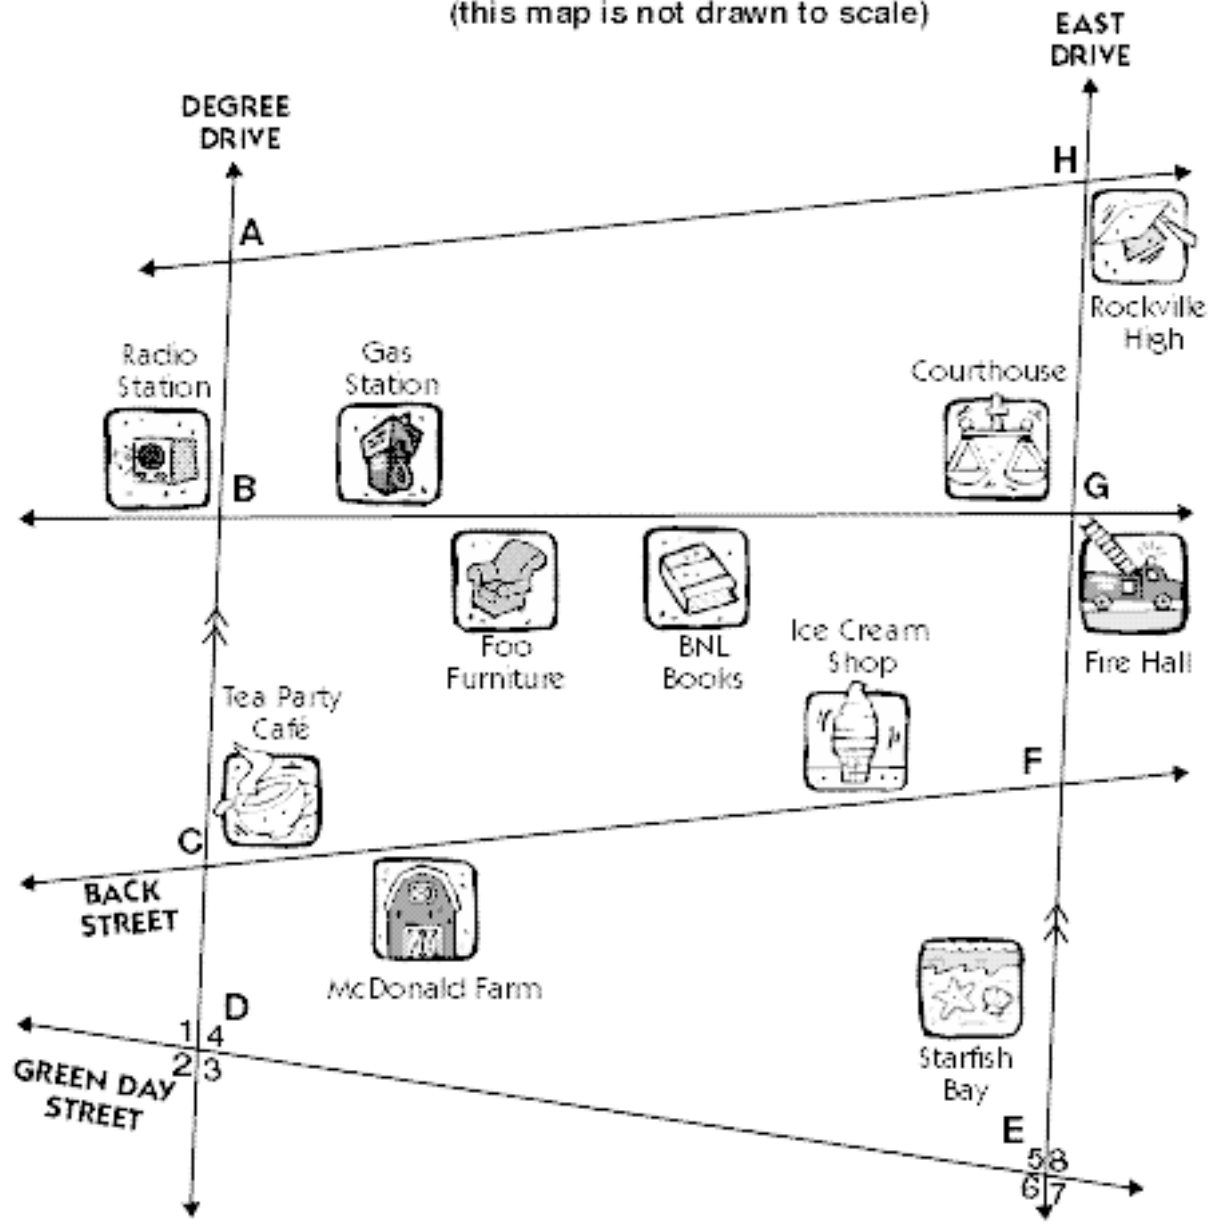 (this map is not drawn to scale)
EAST
DRIVE
DEGREE
DRIVE
H
A
Rockville
High
Radio
Station
Gas
Station
Courthouse
B
G
Foo
Furniture
BNL
Books
Ice Cream
Shop
Fire Hall
Tea Party
Café
F
C
BACK
STREET
McDonald Farm
D
1 4
2 3
GREEN DAY
STREET
Starfish
Bay
E
5 8
6 7